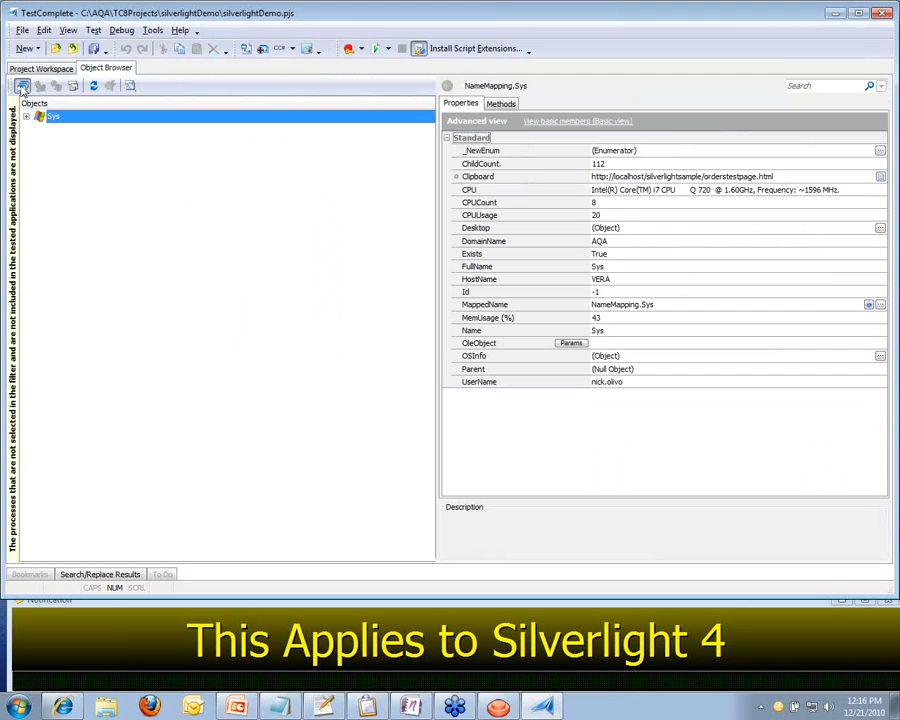 TestComplete - C:\AQA\TC8Projects\silverlightDemo\silverlightDemo.pjs
File Edit View Test Debug Tools Help
New
Install Script Extensions...
Project Workspace Object Browser
NameMapping.Sys
Search
Objects
Sys
The processes that are not selected in the filter and are not included in the tested applications are not displayed.
Properties Methods
Advanced view View basic members (Basic view)
Standard
_NewEnum (Enumerator)
ChildCount. 112
Clipboard http://localhost/silverlightsample/orderstestpage.html
CPU Intel(R) Core(TM) i7 CPU Q 720 @ 1.60GHz, Frequency: ~1596 MHz.
CPUCount 8
CPUUsage 20
Desktop (Object)
DomainName AQA
Exists True
FullName Sys
HostName VERA
Id -1
MappedName NameMapping.Sys
MemUsage (%) 43
Name Sys
OleObject Params
OSInfo (Object)
Parent (Null Object)
UserName nick.olivo
Description
Bookmarks Search/Replace Results To Do
CAPS NUM SCRL
Notification
This Applies to Silverlight 4
12:16 PM
12/21/2010